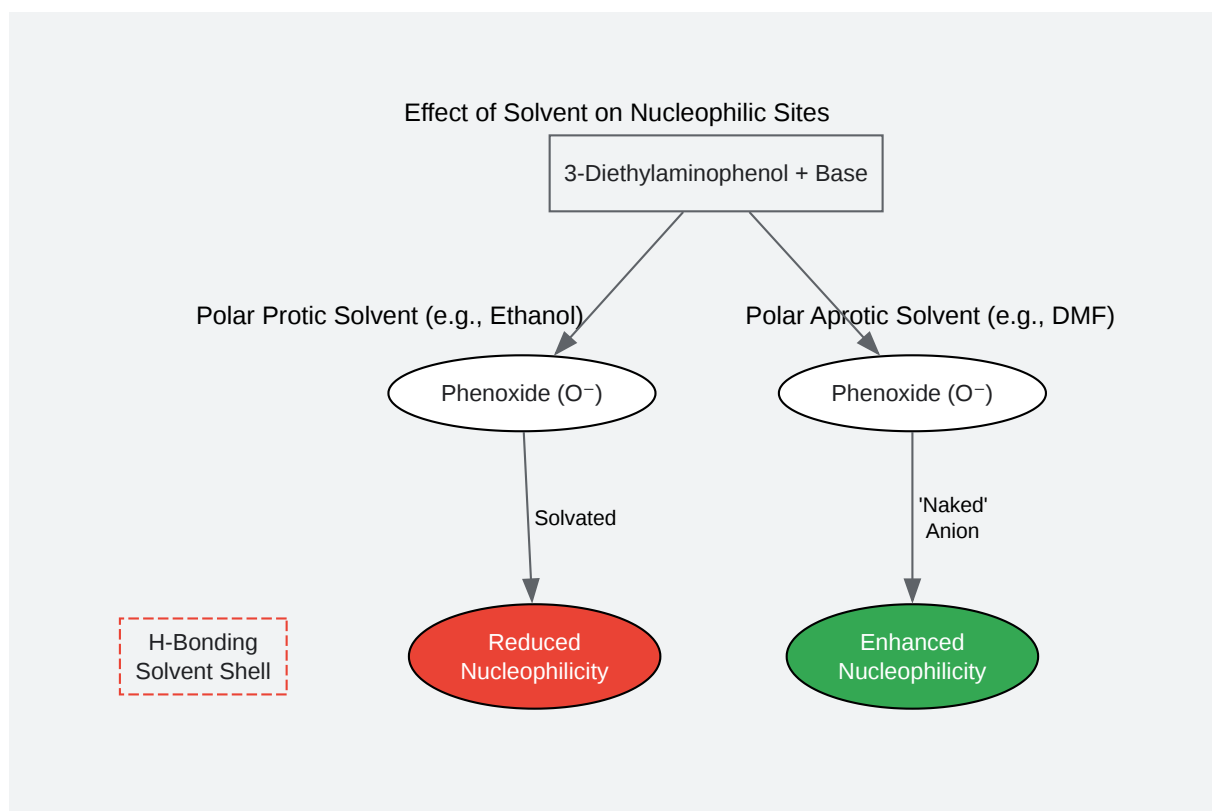 Effect of Solvent on Nucleophilic Sites
3-Diethylaminophenol + Base
Polar Protic Solvent (e.g., Ethanol)
Polar Aprotic Solvent (e.g., DMF)
Phenoxide (O⁻)
Phenoxide (O⁻)
Solvated
'Naked'
Anion
H-Bonding
Solvent Shell
Reduced
Nucleophilicity
Enhanced
Nucleophilicity